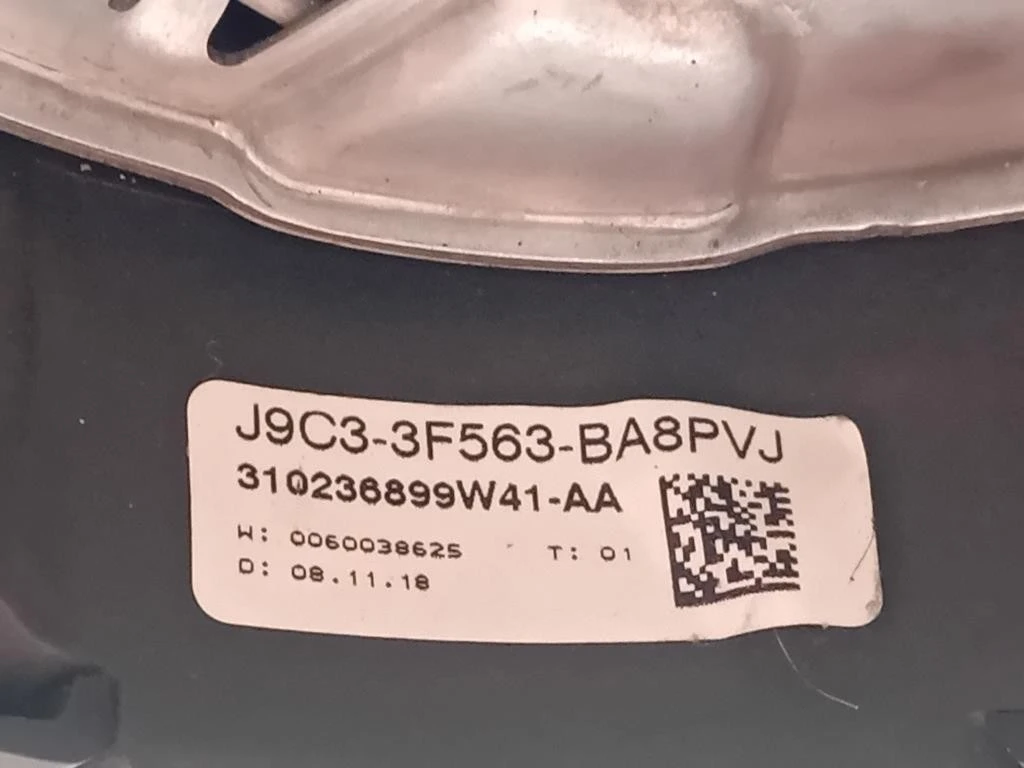 J9C3-3F563-BA8PVJ
310236899W41-AA
W: 0060038625 T: 01
D: 08.11.18